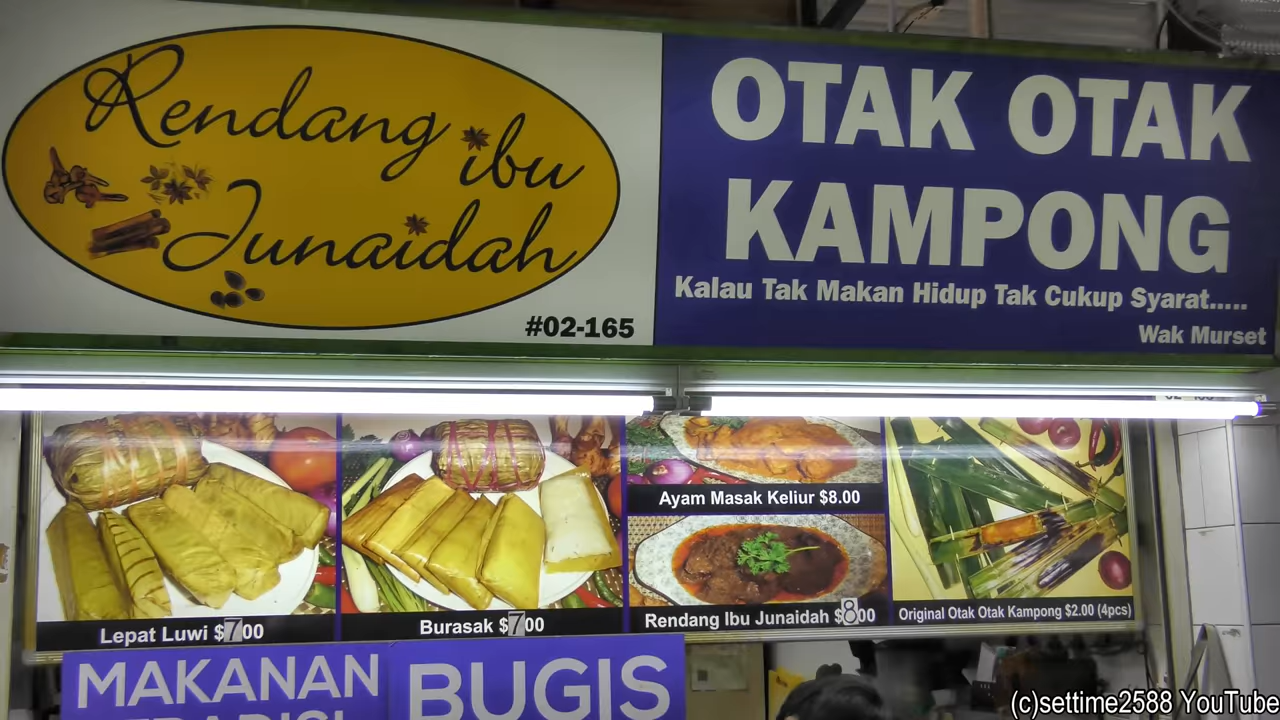 Rendang ibu
Junaidah
#02-165
OTAK OTAK
KAMPONG
Kalau Tak Makan Hidup Tak Cukup Syarat.....
Wak Murset
Ayam Masak Keliur $8.00
Lepat Luwi $7.00
Burasak $7.00
Rendang Ibu Junaidah $8.00
Original Otak Otak Kampong $2.00 (4pcs)
MAKANAN
TRADISI
BUGIS
(c)settime2588 YouTube